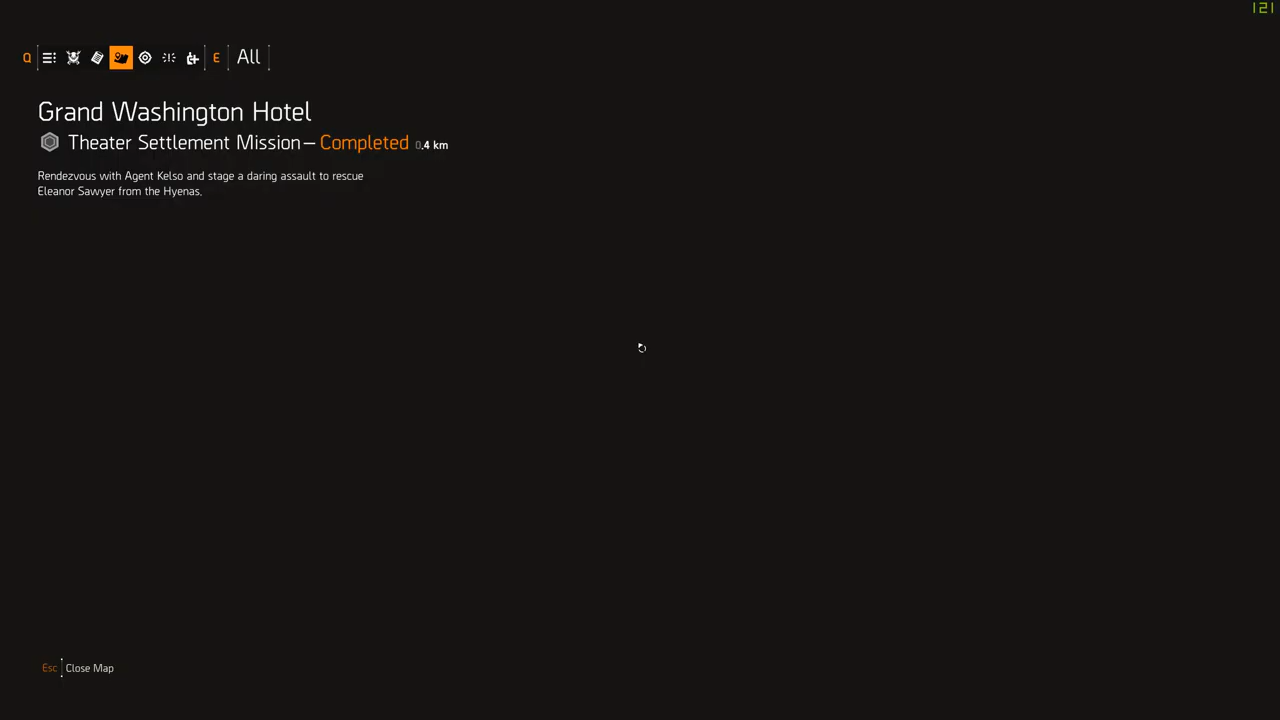 121
Q E All
Grand Washington Hotel
Theater Settlement Mission — Completed 0.4 km
Rendezvous with Agent Kelso and stage a daring assault to rescue
Eleanor Sawyer from the Hyenas.
Esc Close Map